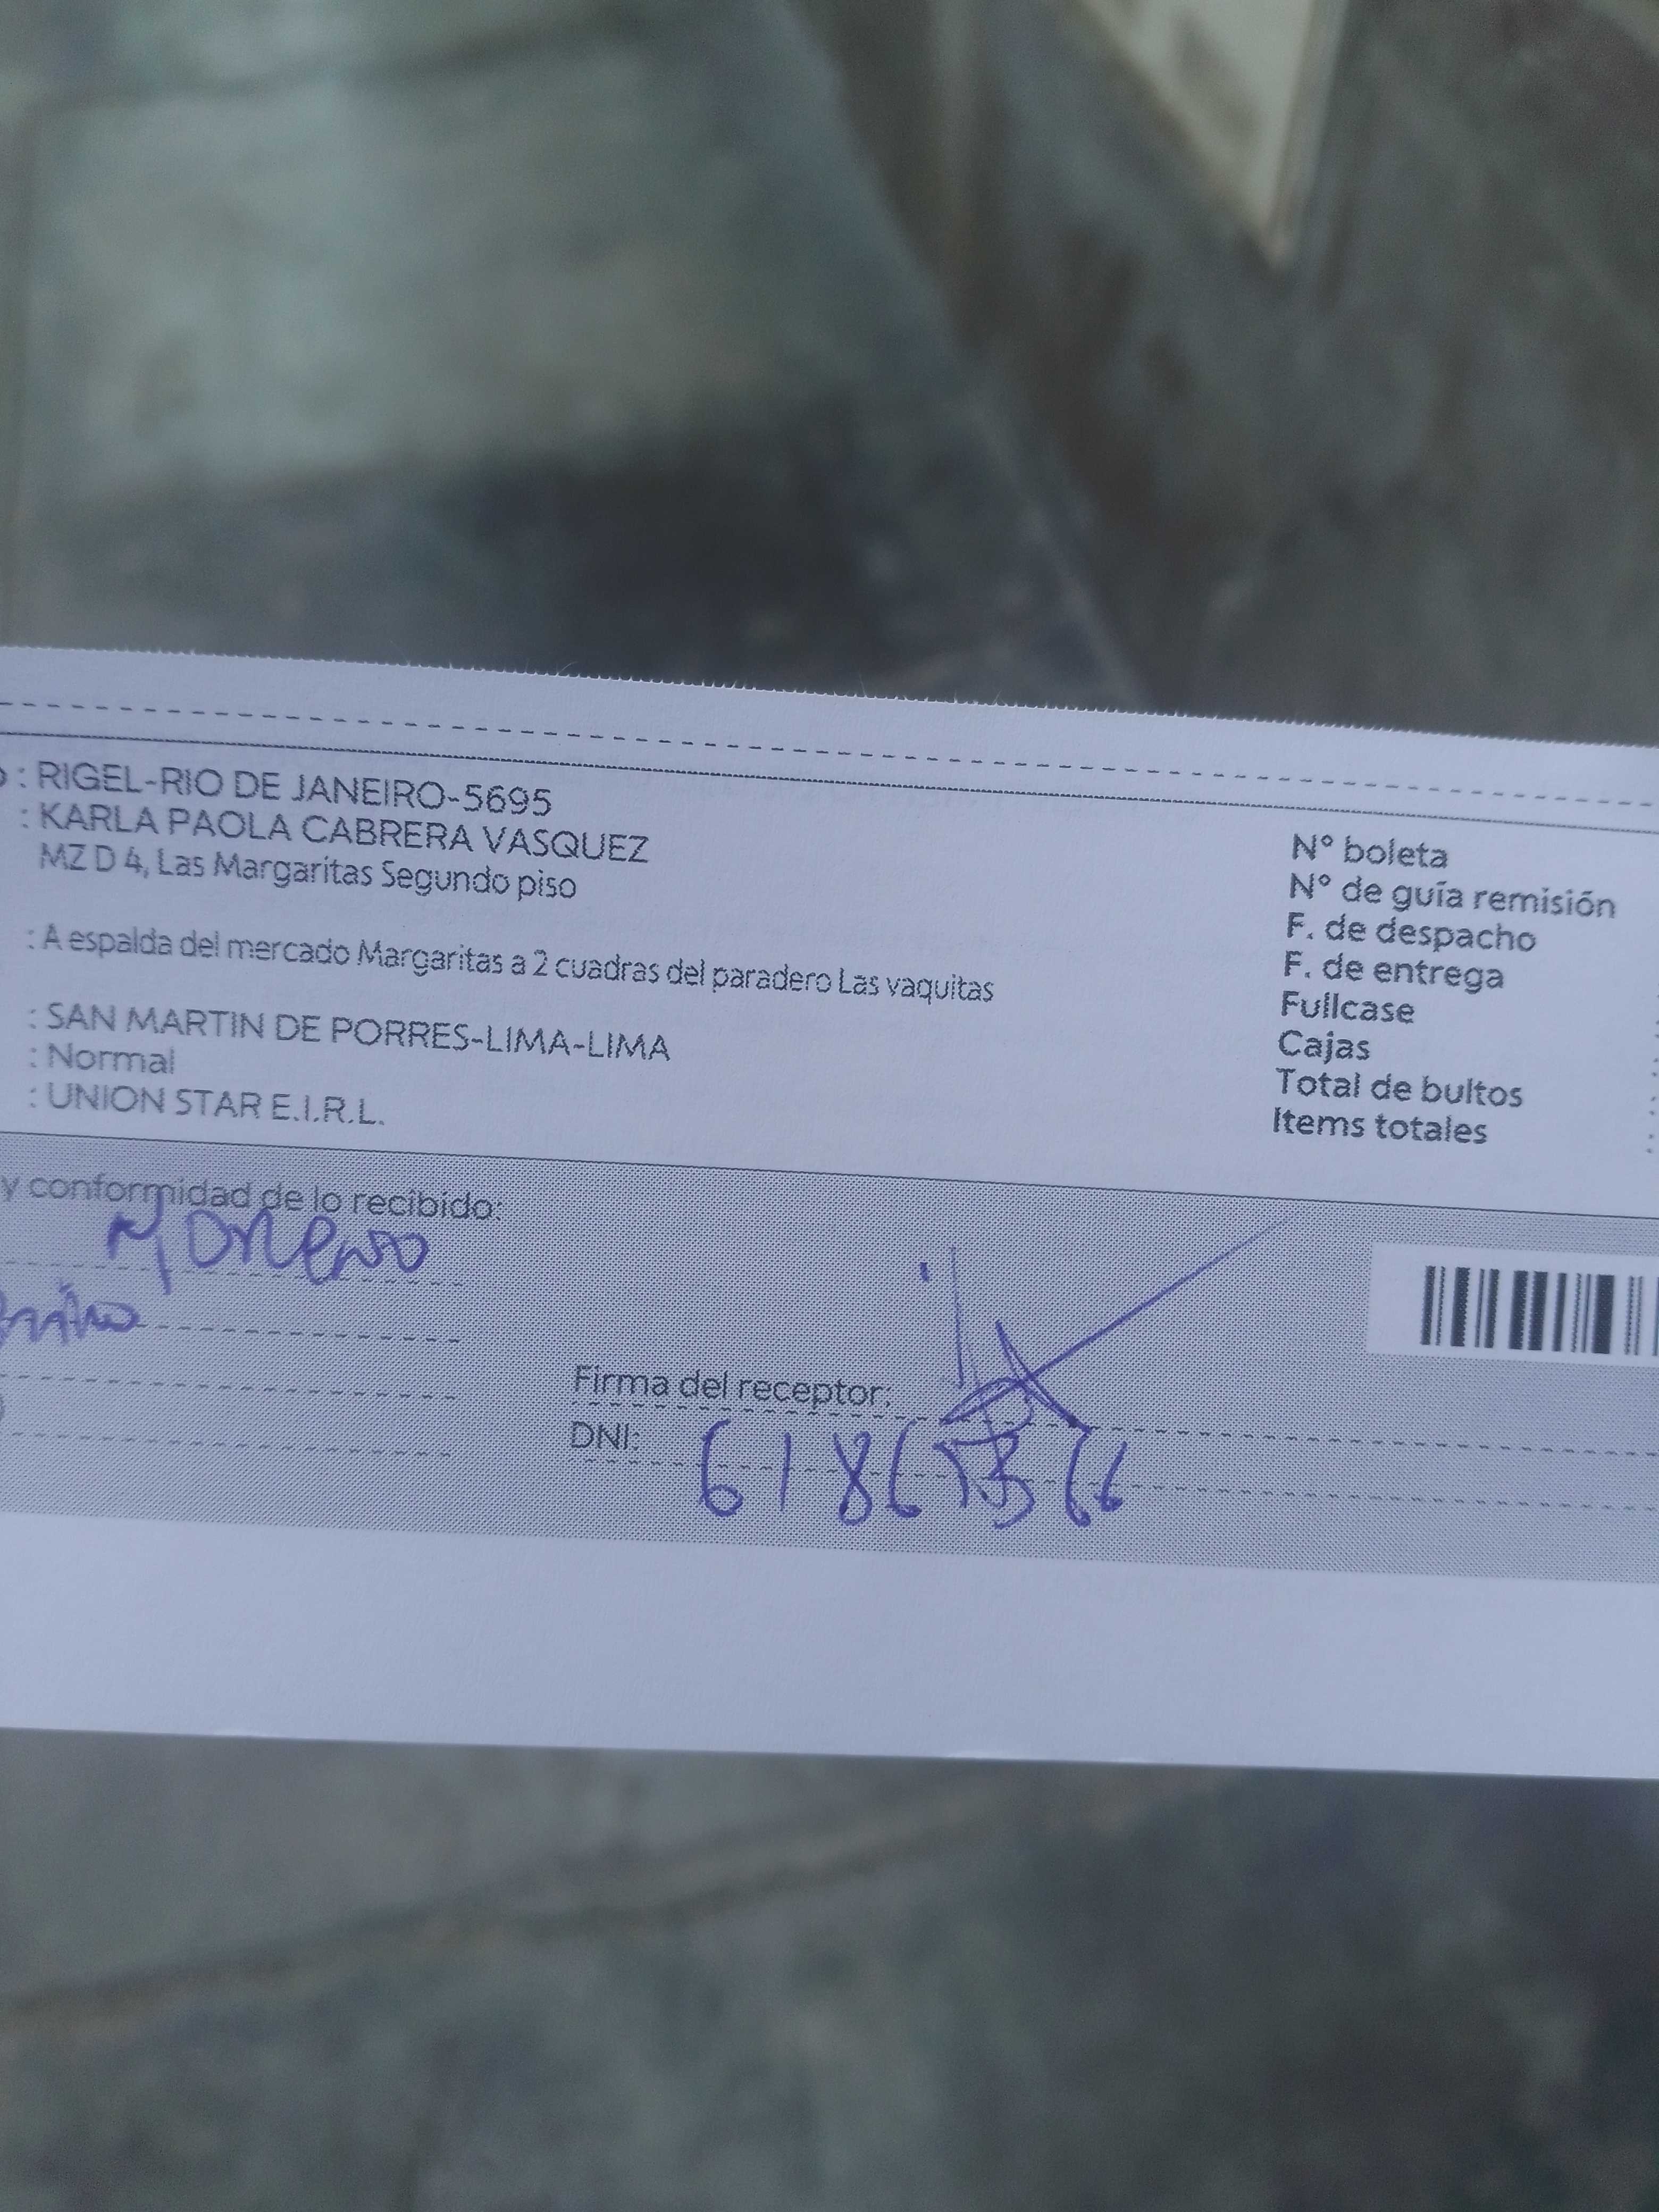 : RIGEL-RIO DE JANEIRO-5695
: KARLA PAOLA CABRERA VASQUEZ
MZ D 4, Las Margaritas Segundo piso
: A espalda del mercado Margaritas a 2 cuadras del paradero Las vaquitas
: SAN MARTIN DE PORRES-LIMA-LIMA
: Normal
: UNION STAR E.I.R.L.
N° boleta
N° de guía remisión
F. de despacho
F. de entrega
Fullcase
Cajas
Total de bultos
Items totales
y conformidad de lo recibido:
Firma del receptor:
DNI: